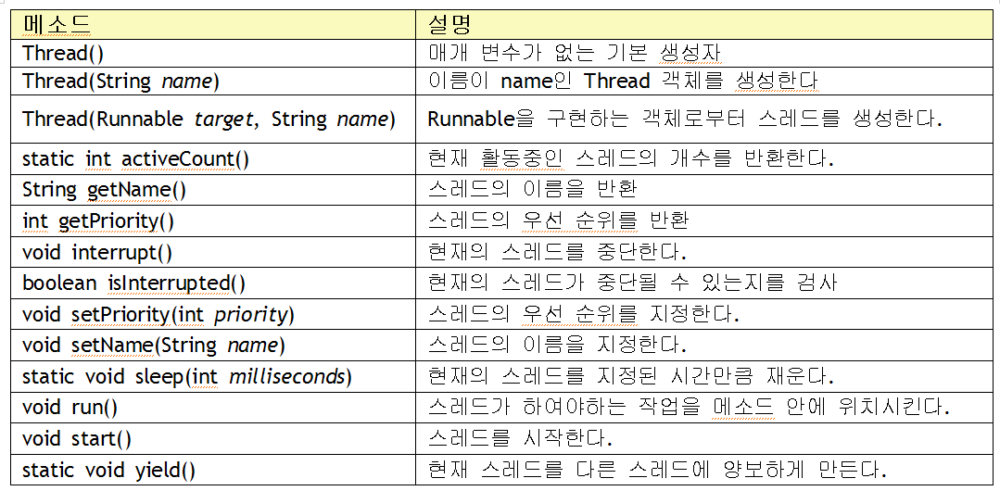 메소드 설명
Thread() 매개 변수가 없는 기본 생성자
Thread(String name) 이름이 name인 Thread 객체를 생성한다
Thread(Runnable target, String name) Runnable을 구현하는 객체로부터 스레드를 생성한다.
static int activeCount() 현재 활동중인 스레드의 개수를 반환한다.
String getName() 스레드의 이름을 반환
int getPriority() 스레드의 우선 순위를 반환
void interrupt() 현재의 스레드를 중단한다.
boolean isInterrupted() 현재의 스레드가 중단될 수 있는지를 검사
void setPriority(int priority) 스레드의 우선 순위를 지정한다.
void setName(String name) 스레드의 이름을 지정한다.
static void sleep(int milliseconds) 현재의 스레드를 지정된 시간만큼 재운다.
void run() 스레드가 하여야하는 작업을 메소드 안에 위치시킨다.
void start() 스레드를 시작한다.
static void yield() 현재 스레드를 다른 스레드에 양보하게 만든다.